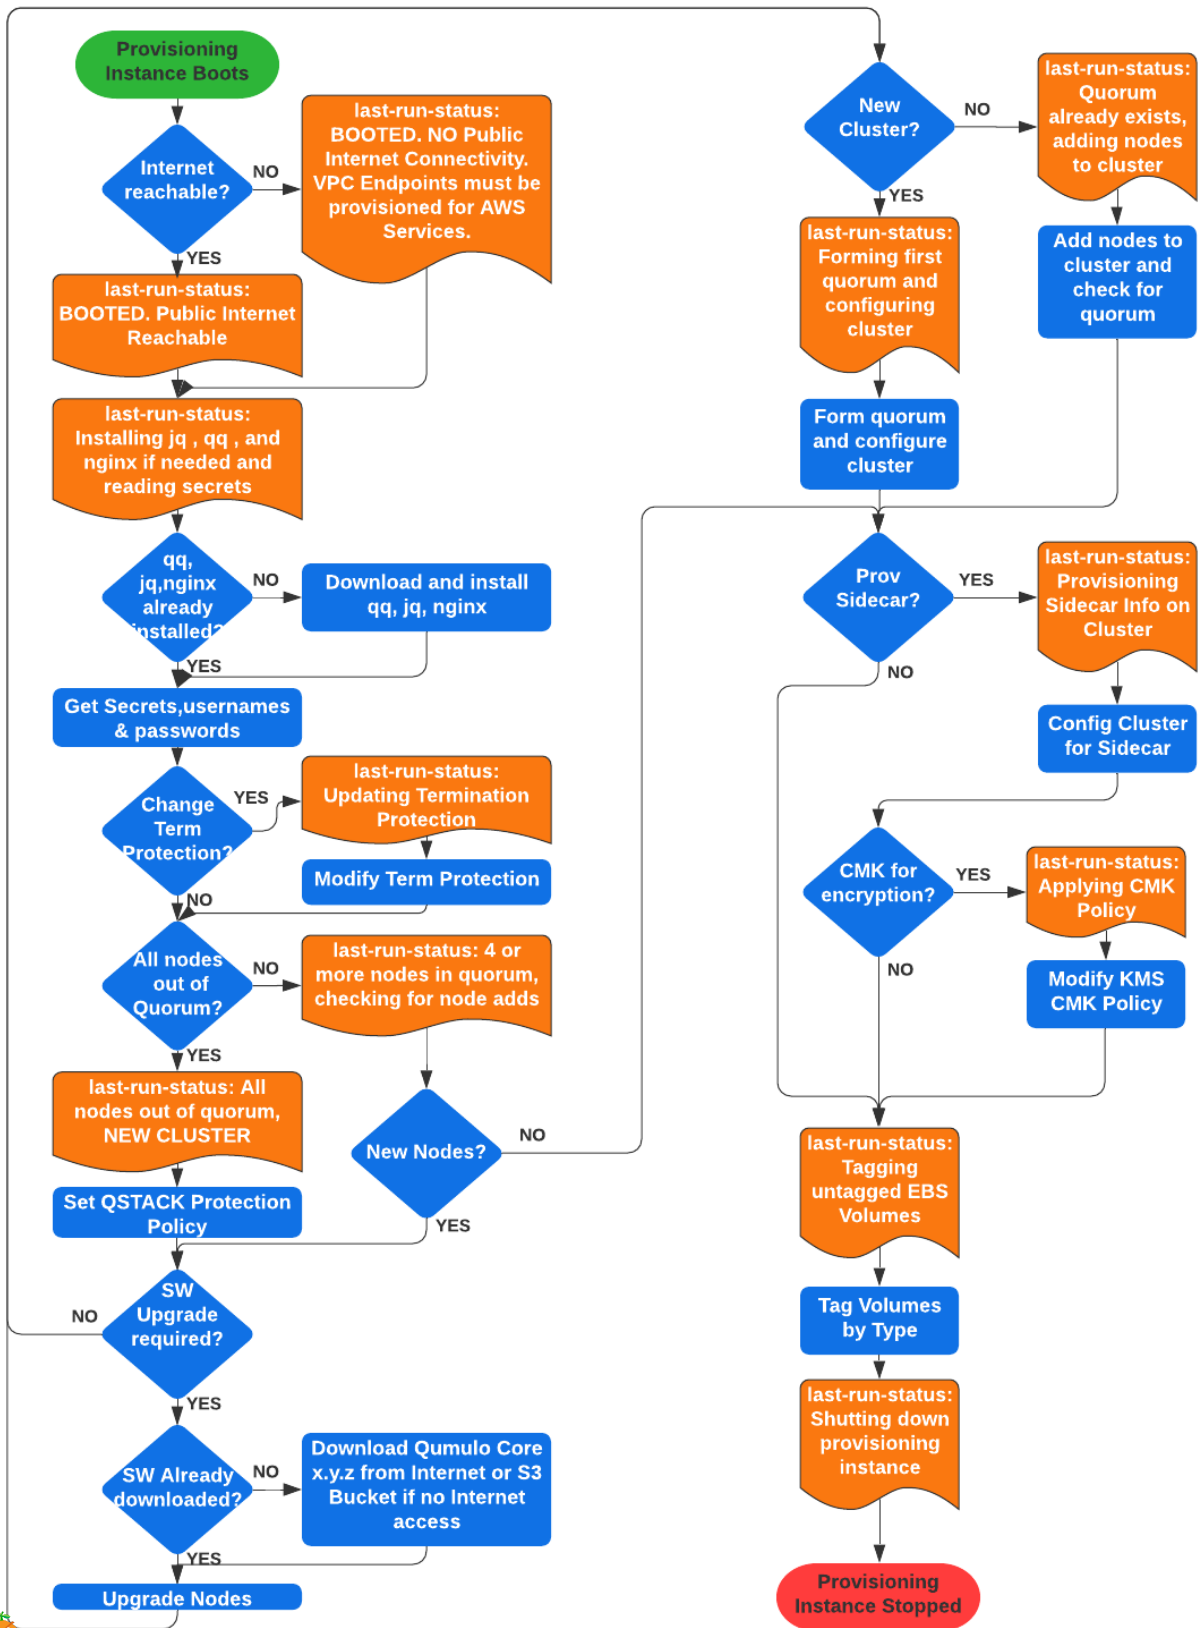 Provisioning
Instance Boots
Internet
reachable?
NO
last-run-status:
BOOTED. NO Public
Internet Connectivity.
VPC Endpoints must be
provisioned for AWS
Services.
YES
last-run-status:
BOOTED. Public Internet
Reachable
last-run-status:
Installing jq , qq , and
nginx if needed and
reading secrets
qq,
jq,nginx
already
installed?
NO
Download and install
qq, jq, nginx
YES
Get Secrets,usernames
& passwords
Change
Term
Protection?
YES
last-run-status:
Updating Termination
Protection
Modify Term Protection
NO
All nodes
out of
Quorum?
NO
last-run-status: 4 or
more nodes in quorum,
checking for node adds
YES
last-run-status: All
nodes out of quorum,
NEW CLUSTER
New Nodes?
NO
YES
Set QSTACK Protection
Policy
SW
Upgrade
required?
NO
YES
SW Already
downloaded?
NO
Download Qumulo Core
x.y.z from Internet or S3
Bucket if no Internet
access
YES
Upgrade Nodes
New
Cluster?
NO
last-run-status:
Quorum
already exists,
adding nodes
to cluster
YES
last-run-status:
Forming first
quorum and
configuring
cluster
Add nodes to
cluster and
check for
quorum
Form quorum
and configure
cluster
Prov
Sidecar?
YES
last-run-status:
Provisioning
Sidecar Info on
Cluster
NO
Config Cluster
for Sidecar
CMK for
encryption?
YES
last-run-status:
Applying CMK
Policy
NO
Modify KMS
CMK Policy
last-run-status:
Tagging
untagged EBS
Volumes
Tag Volumes
by Type
last-run-status:
Shutting down
provisioning
instance
Provisioning
Instance Stopped